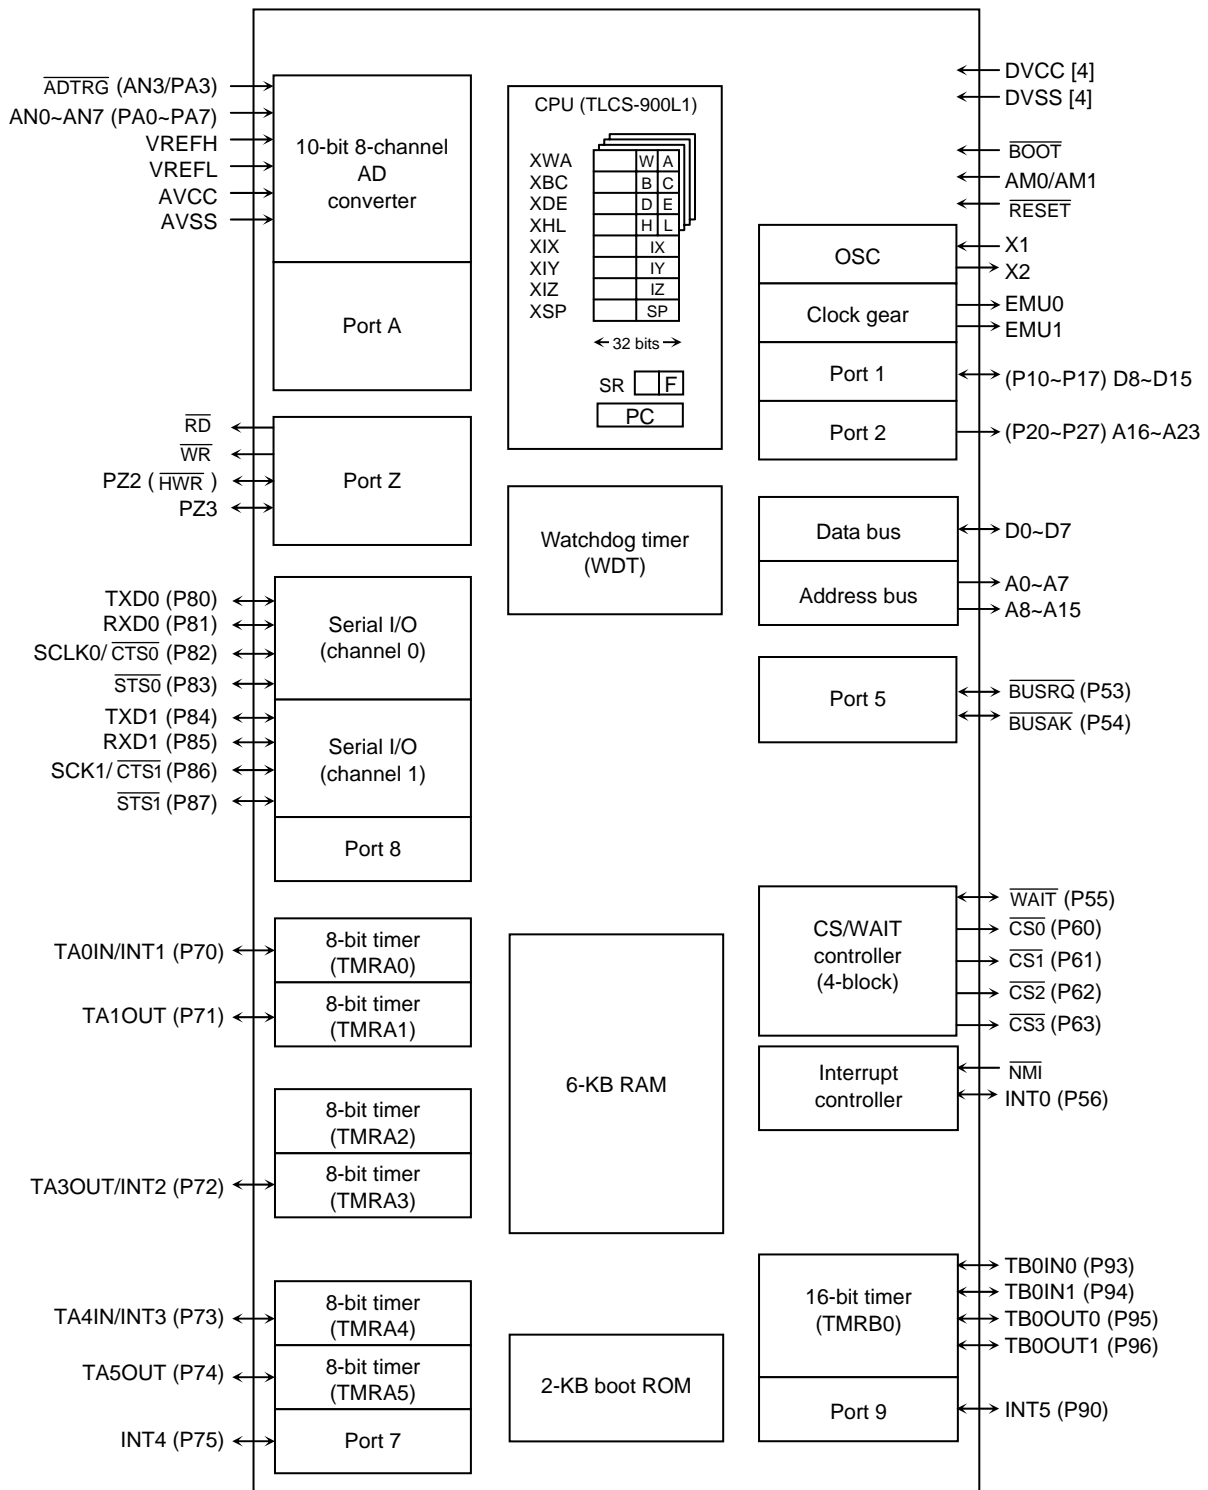 ADTRG (AN3/PA3)
AN0~AN7 (PA0~PA7)
VREFH
VREFL
AVCC
AVSS
10-bit 8-channel
AD
converter
Port A
RD
WR
PZ2 ( HWR )
PZ3
Port Z
TXD0 (P80)
RXD0 (P81)
SCLK0/ CTS0 (P82)
STS0 (P83)
Serial I/O
(channel 0)
TXD1 (P84)
RXD1 (P85)
SCK1/ CTS1 (P86)
STS1 (P87)
Serial I/O
(channel 1)
Port 8
TA0IN/INT1 (P70)
8-bit timer
(TMRA0)
TA1OUT (P71)
8-bit timer
(TMRA1)
8-bit timer
(TMRA2)
TA3OUT/INT2 (P72)
8-bit timer
(TMRA3)
TA4IN/INT3 (P73)
8-bit timer
(TMRA4)
TA5OUT (P74)
8-bit timer
(TMRA5)
INT4 (P75)
Port 7
CPU (TLCS-900L1)
XWA W A
XBC B C
XDE D E
XHL H L
XIX IX
XIY IY
XIZ IZ
XSP SP
32 bits
SR F
PC
Watchdog timer
(WDT)
6-KB RAM
2-KB boot ROM
DVCC [4]
DVSS [4]
BOOT
AM0/AM1
RESET
OSC
X1
X2
Clock gear
EMU0
EMU1
Port 1
(P10~P17) D8~D15
Port 2
(P20~P27) A16~A23
Data bus
D0~D7
Address bus
A0~A7
A8~A15
Port 5
BUSRQ (P53)
BUSAK (P54)
CS/WAIT
controller
(4-block)
WAIT (P55)
CS0 (P60)
CS1 (P61)
CS2 (P62)
CS3 (P63)
Interrupt
controller
NMI
INT0 (P56)
16-bit timer
(TMRB0)
TB0IN0 (P93)
TB0IN1 (P94)
TB0OUT0 (P95)
TB0OUT1 (P96)
Port 9
INT5 (P90)